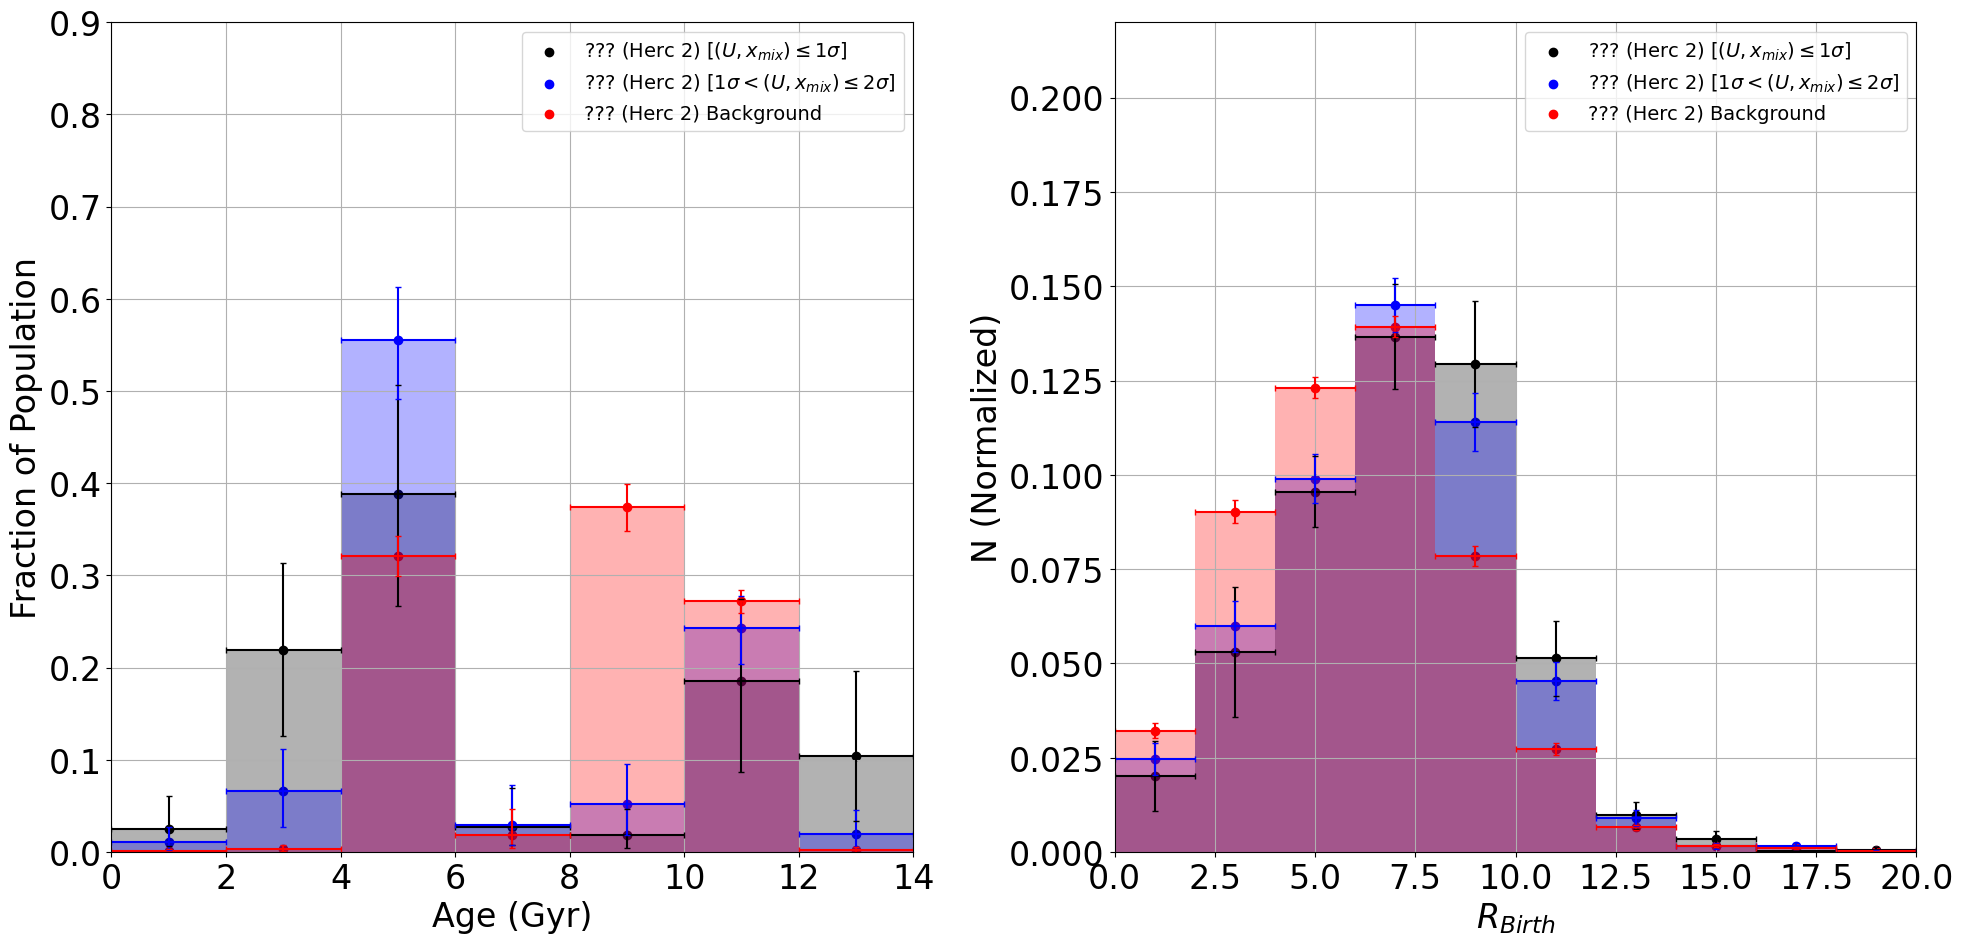 Fraction of Population
0.9
0.8
0.7
0.6
0.5
0.4
0.3
0.2
0.1
0.0
??? (Herc 2) [(U, x_mix) ≤ 1σ]
??? (Herc 2) [1σ < (U, x_mix) ≤ 2σ]
??? (Herc 2) Background
0 2 4 6 8 10 12 14
Age (Gyr)
N (Normalized)
0.200
0.175
0.150
0.125
0.100
0.075
0.050
0.025
0.000
??? (Herc 2) [(U, x_mix) ≤ 1σ]
??? (Herc 2) [1σ < (U, x_mix) ≤ 2σ]
??? (Herc 2) Background
0.0 2.5 5.0 7.5 10.0 12.5 15.0 17.5 20.0
R_Birth